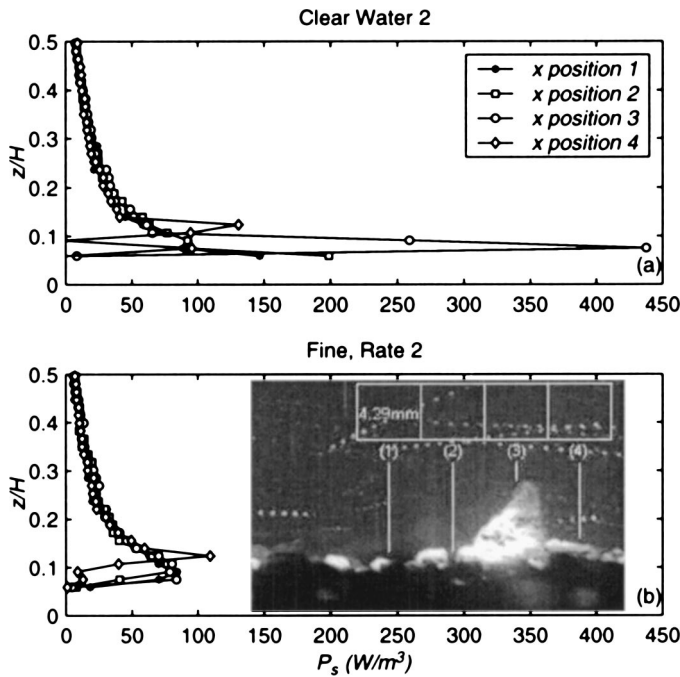 Clear Water 2
0.5
0.4
0.3
0.2
0.1
0
z/H
x position 1
x position 2
x position 3
x position 4
(a)
0 50 100 150 200 250 300 350 400 450
Fine, Rate 2
0.5
0.4
0.3
0.2
0.1
0
z/H
4.29mm
(1) (2) (3) (4)
(b)
0 50 100 150 200 250 300 350 400 450
Ps (W/m³)